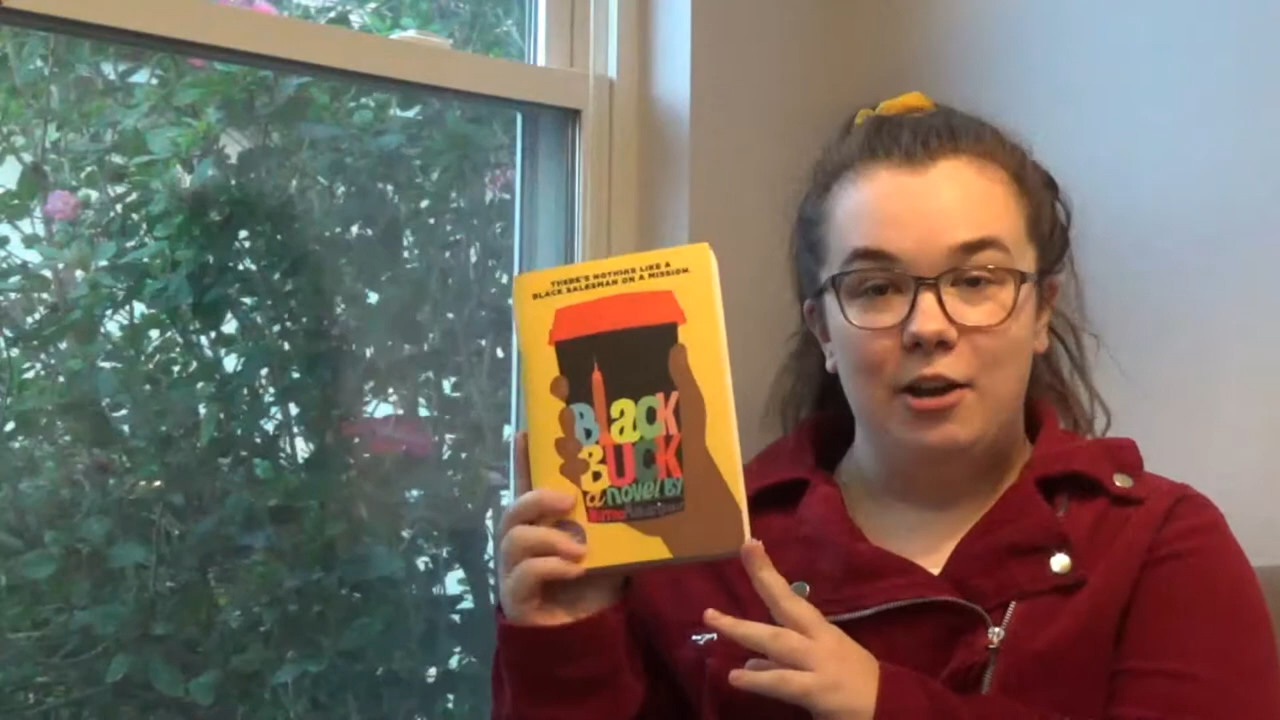 THERE'S NOTHING LIKE A
BLACK SALESMAN ON A MISSION.
BLACK
BUCK
a novel BY